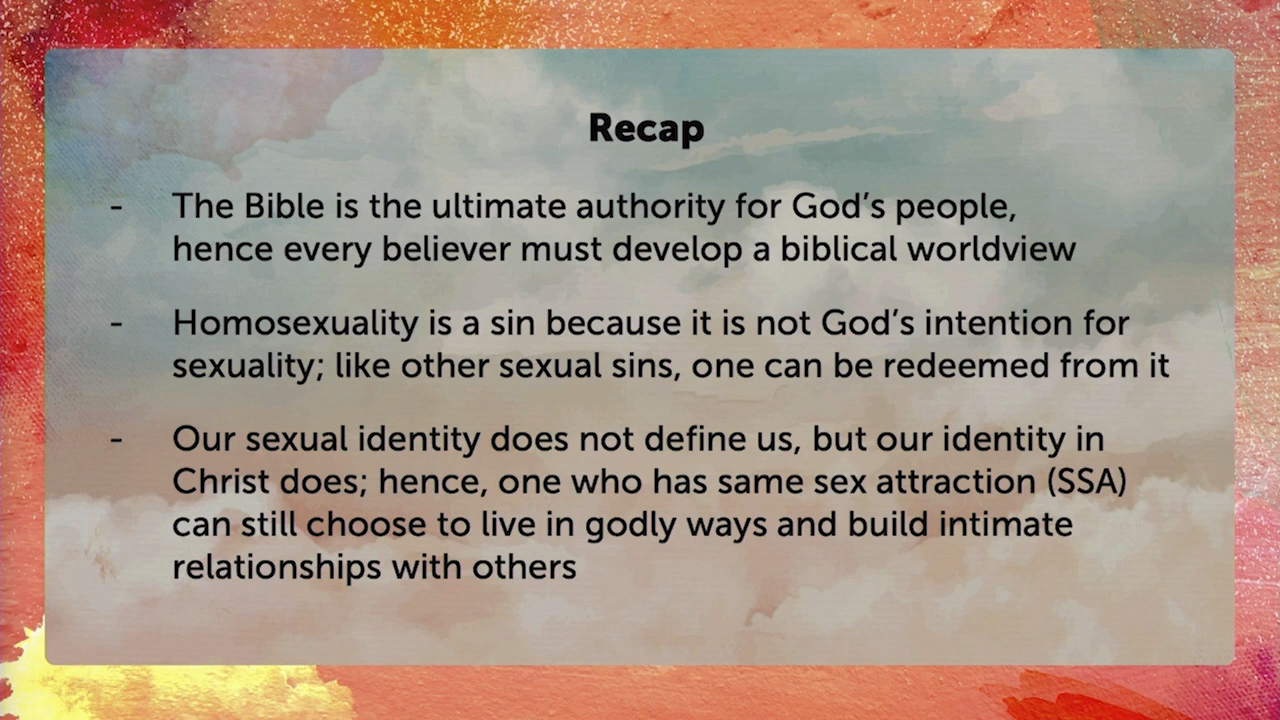 Recap
- The Bible is the ultimate authority for God’s people,
hence every believer must develop a biblical worldview
- Homosexuality is a sin because it is not God’s intention for
sexuality; like other sexual sins, one can be redeemed from it
- Our sexual identity does not define us, but our identity in
Christ does; hence, one who has same sex attraction (SSA)
can still choose to live in godly ways and build intimate
relationships with others